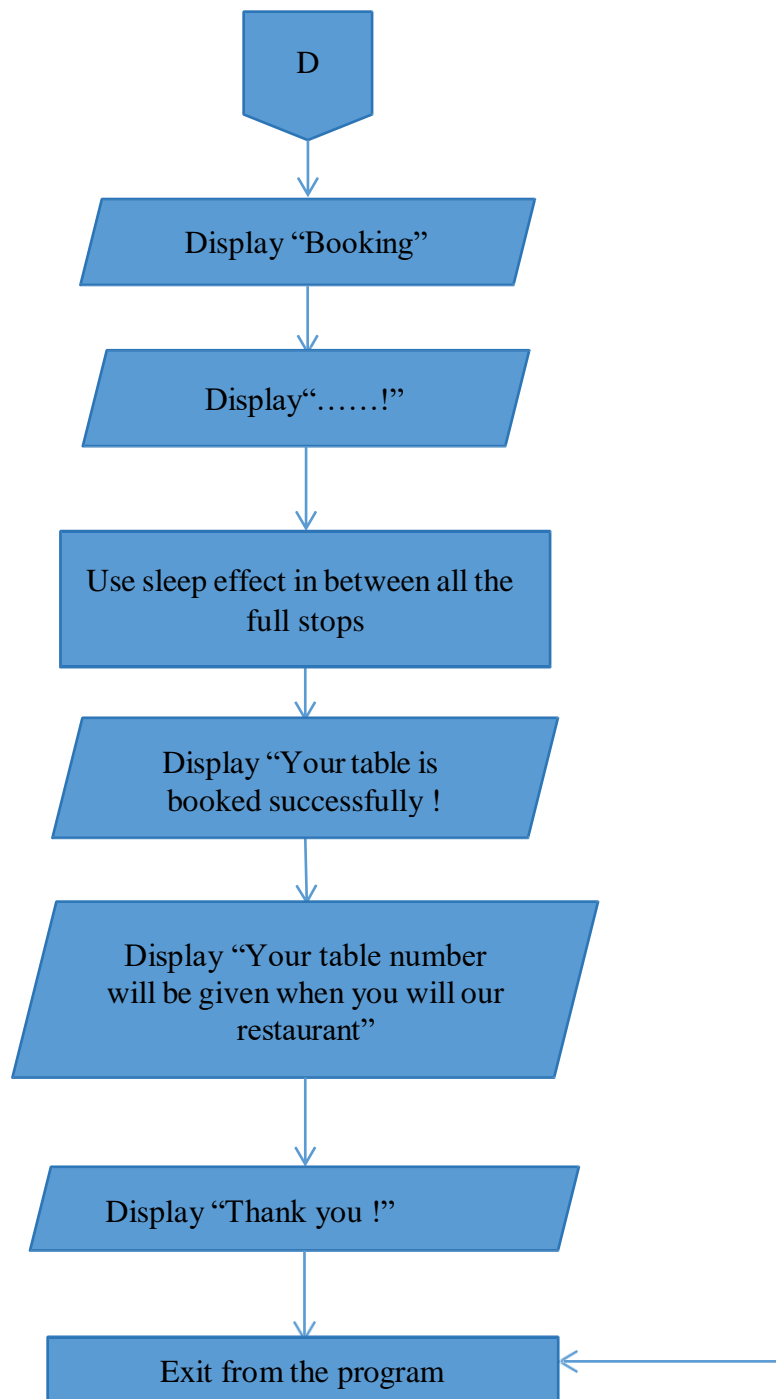 D
Display “Booking”
Display“……!”
Use sleep effect in between all the
full stops
Display “Your table is
booked successfully !
Display “Your table number
will be given when you will our
restaurant”
Display “Thank you !”
Exit from the program